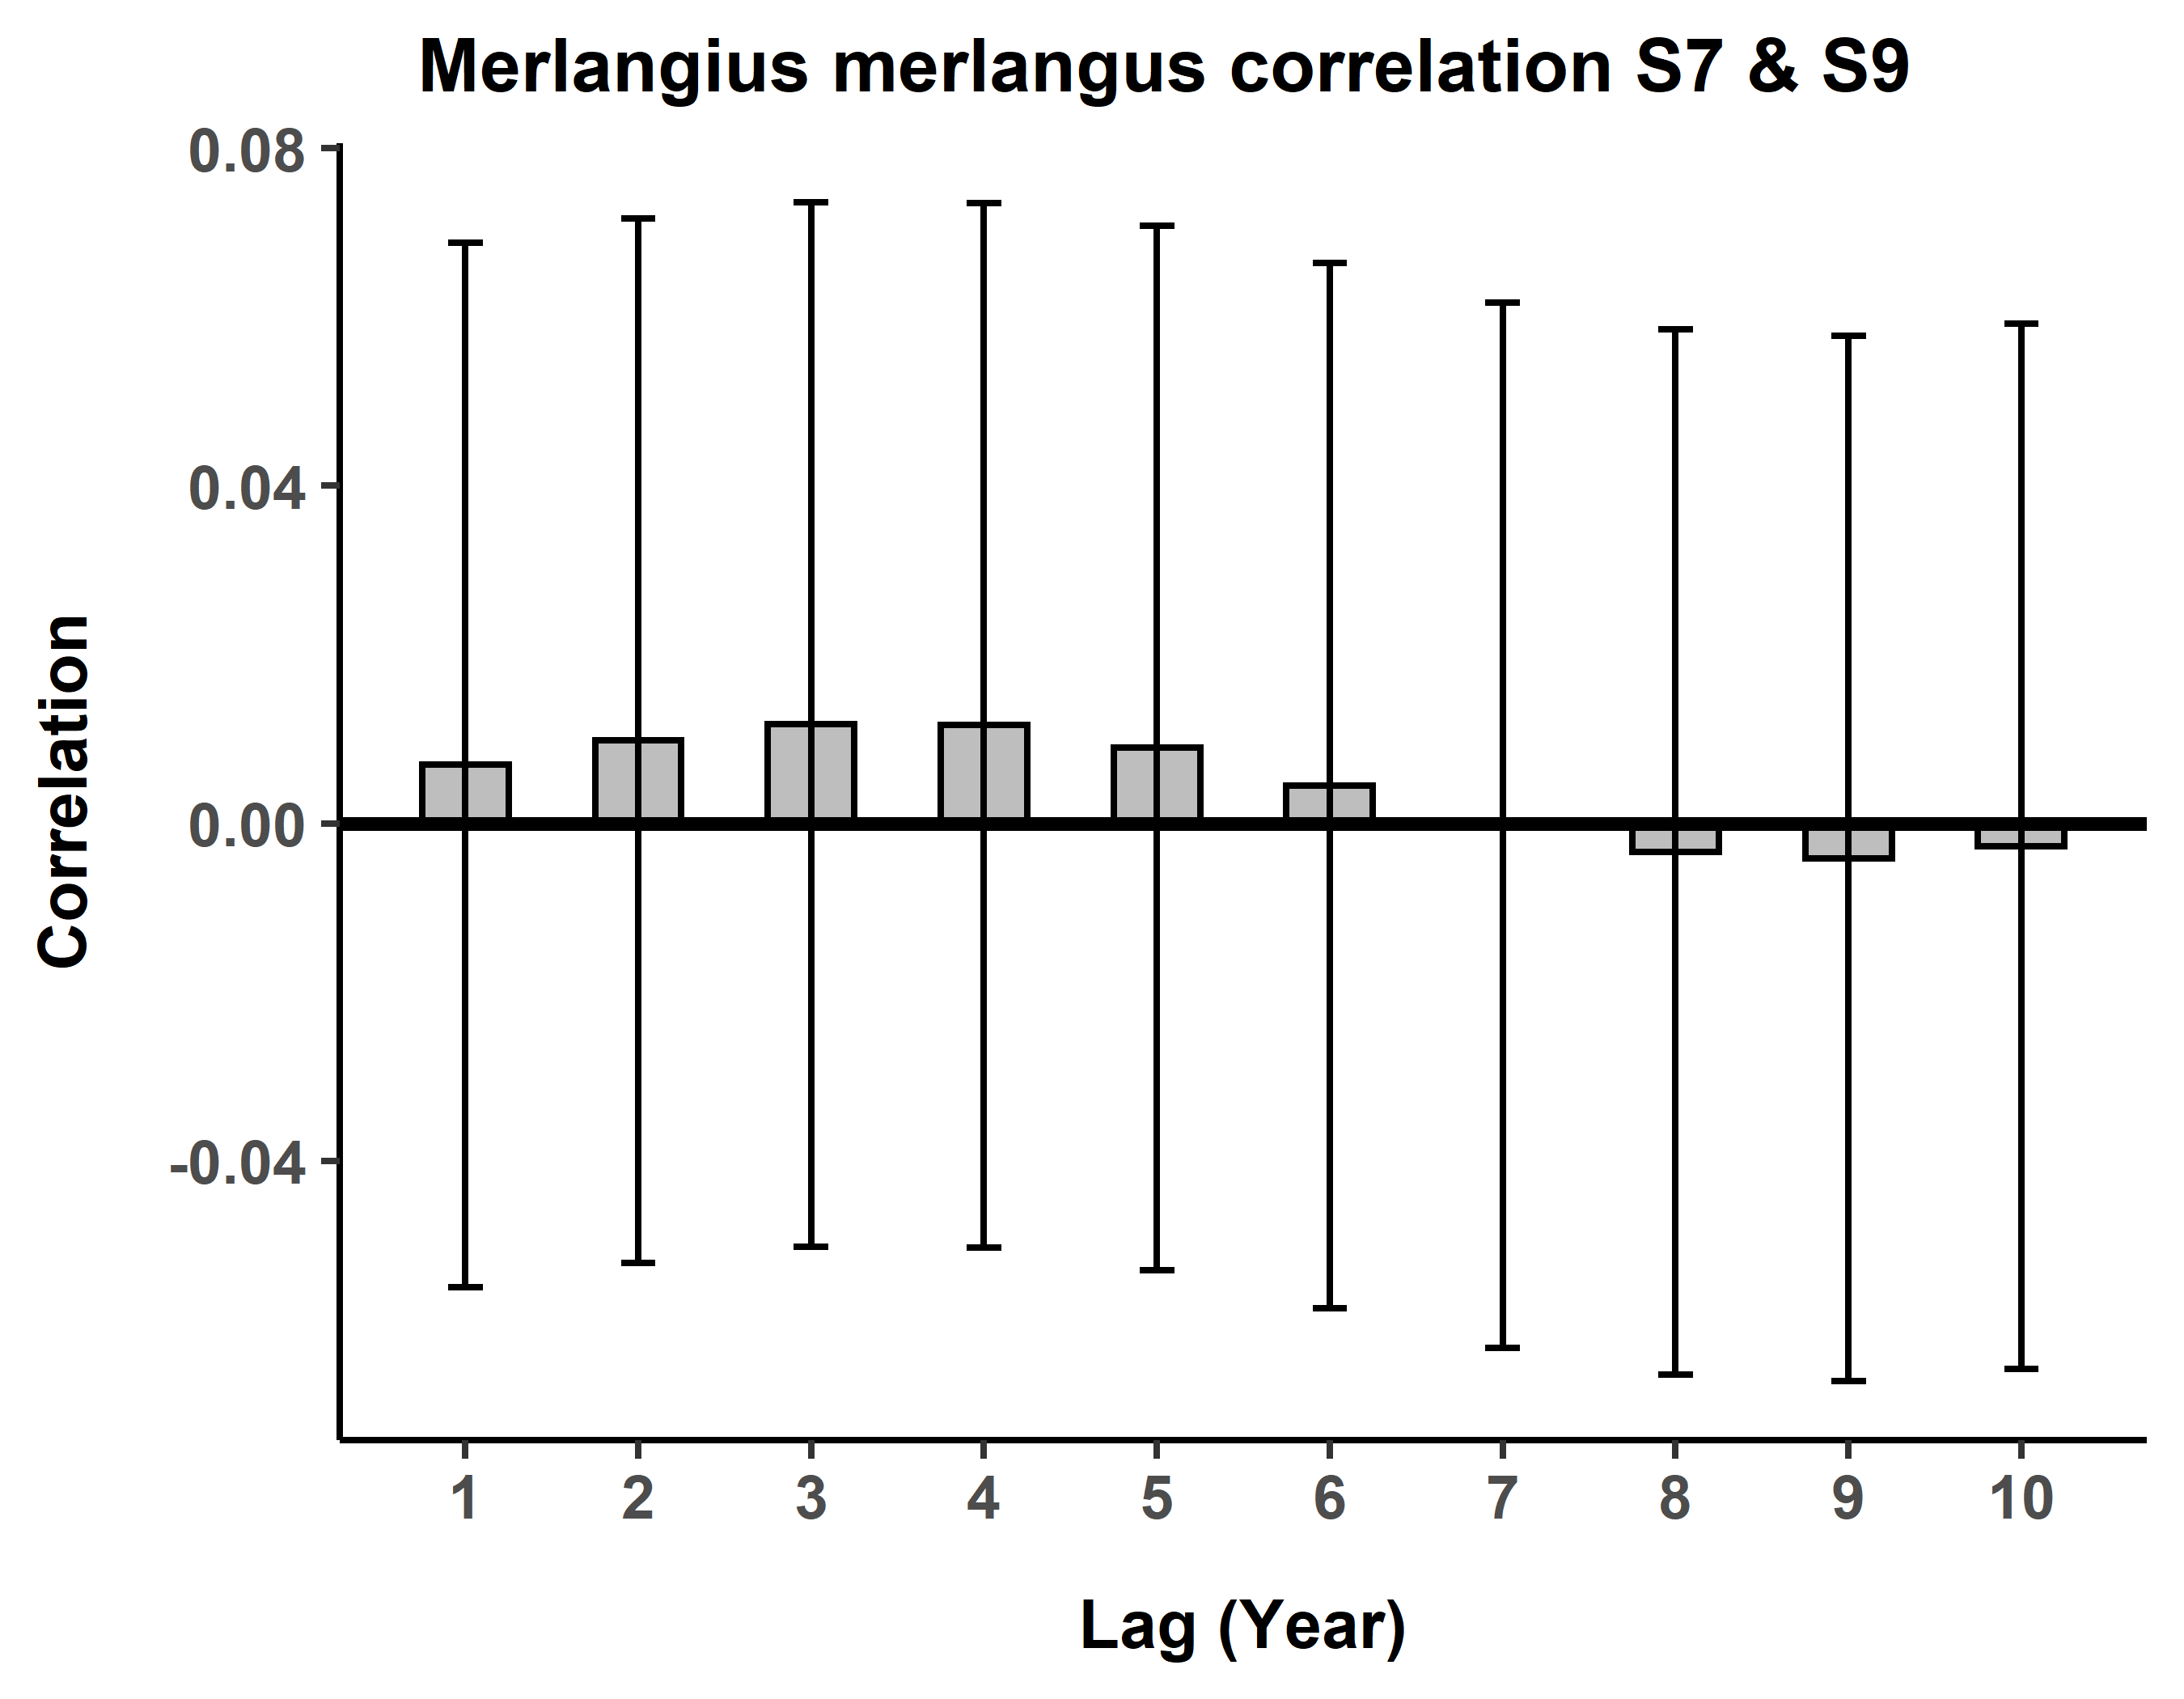 Merlangius merlangus correlation S7 & S9
0.08
0.04
0.00
-0.04
Correlation
1 2 3 4 5 6 7 8 9 10
Lag (Year)